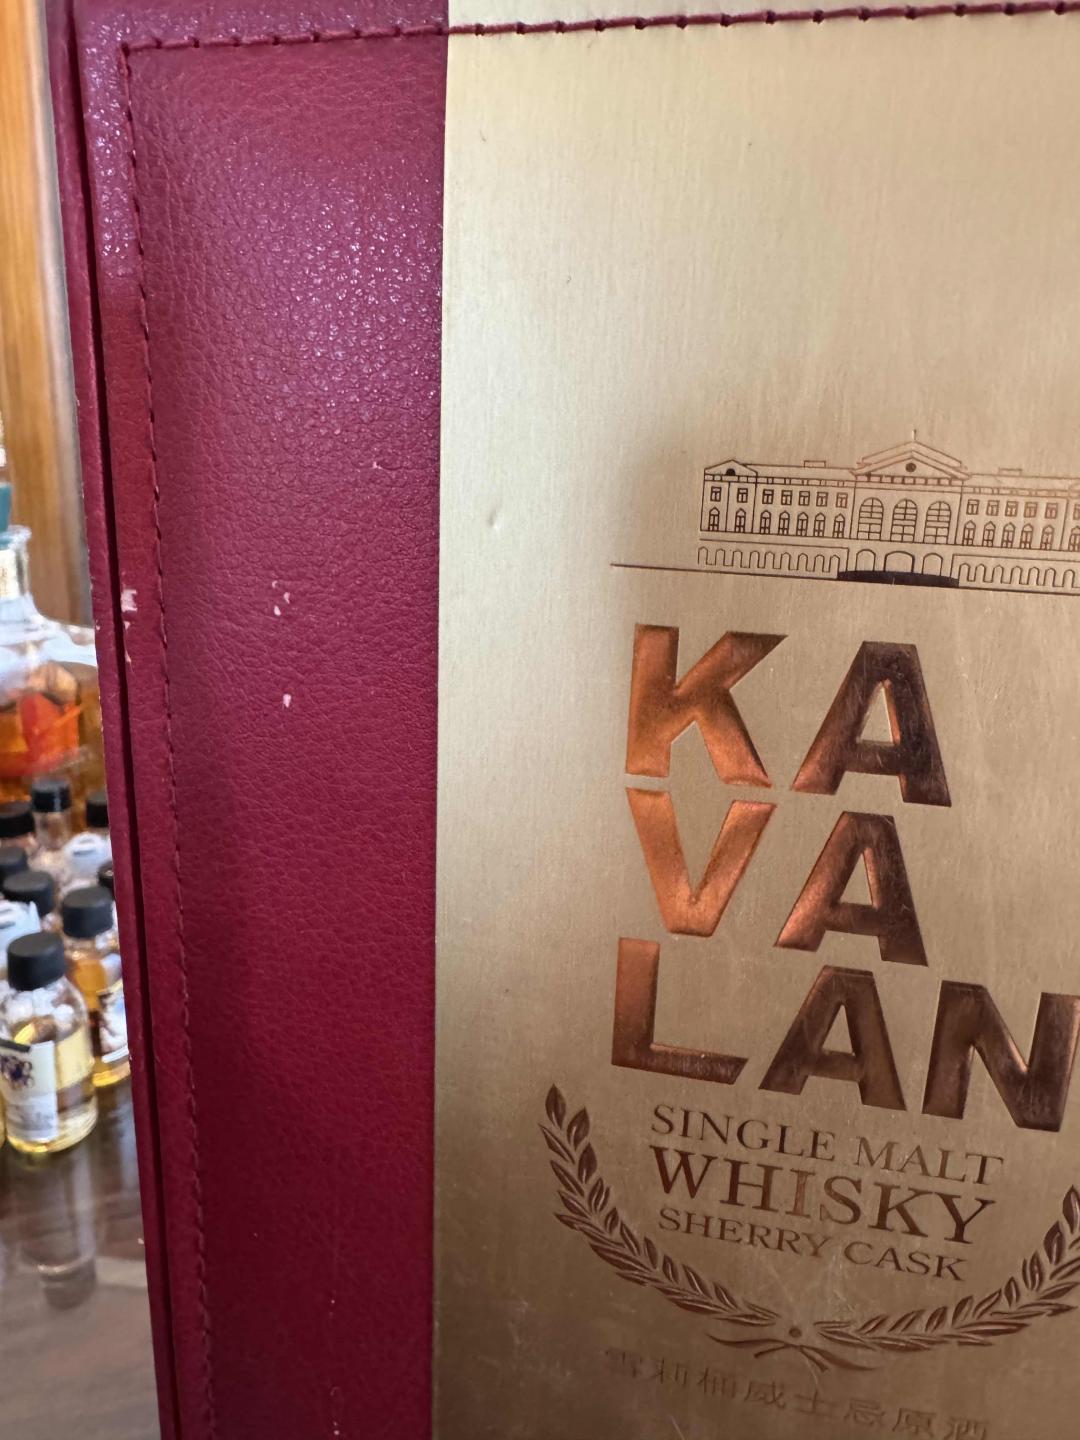 KA
VA
LAN
SINGLE MALT
WHISKY
SHERRY CASK
雪莉桶威士忌原酒